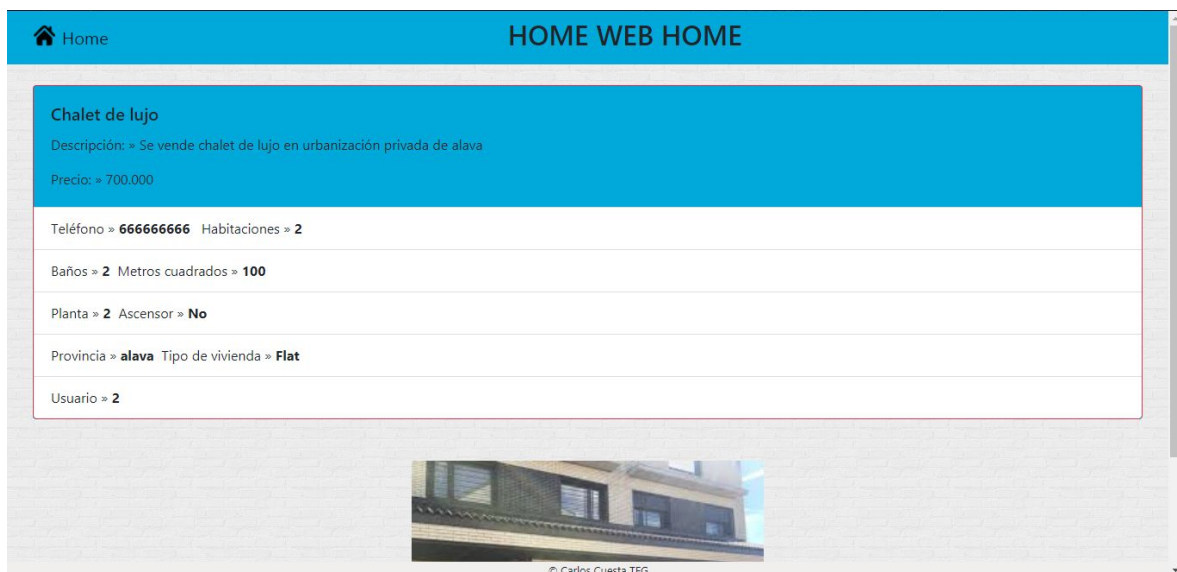 Home
HOME WEB HOME
Chalet de lujo
Descripción: » Se vende chalet de lujo en urbanización privada de alava
Precio: » 700.000
Teléfono » 666666666 Habitaciones » 2
Baños » 2 Metros cuadrados » 100
Planta » 2 Ascensor » No
Provincia » alava Tipo de vivienda » Flat
Usuario » 2
© Carlos Cuesta TFG